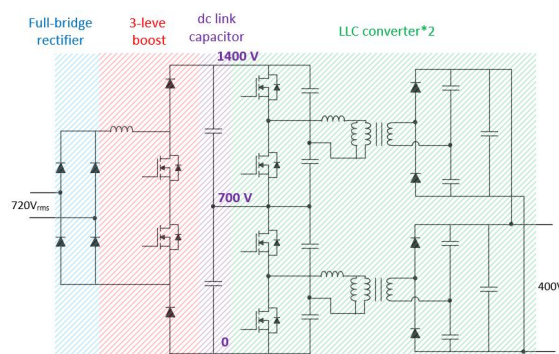 Full-bridge
rectifier
3-leve
boost
dc link
capacitor
LLC converter*2
1400 V
720Vrms
700 V
400V
0